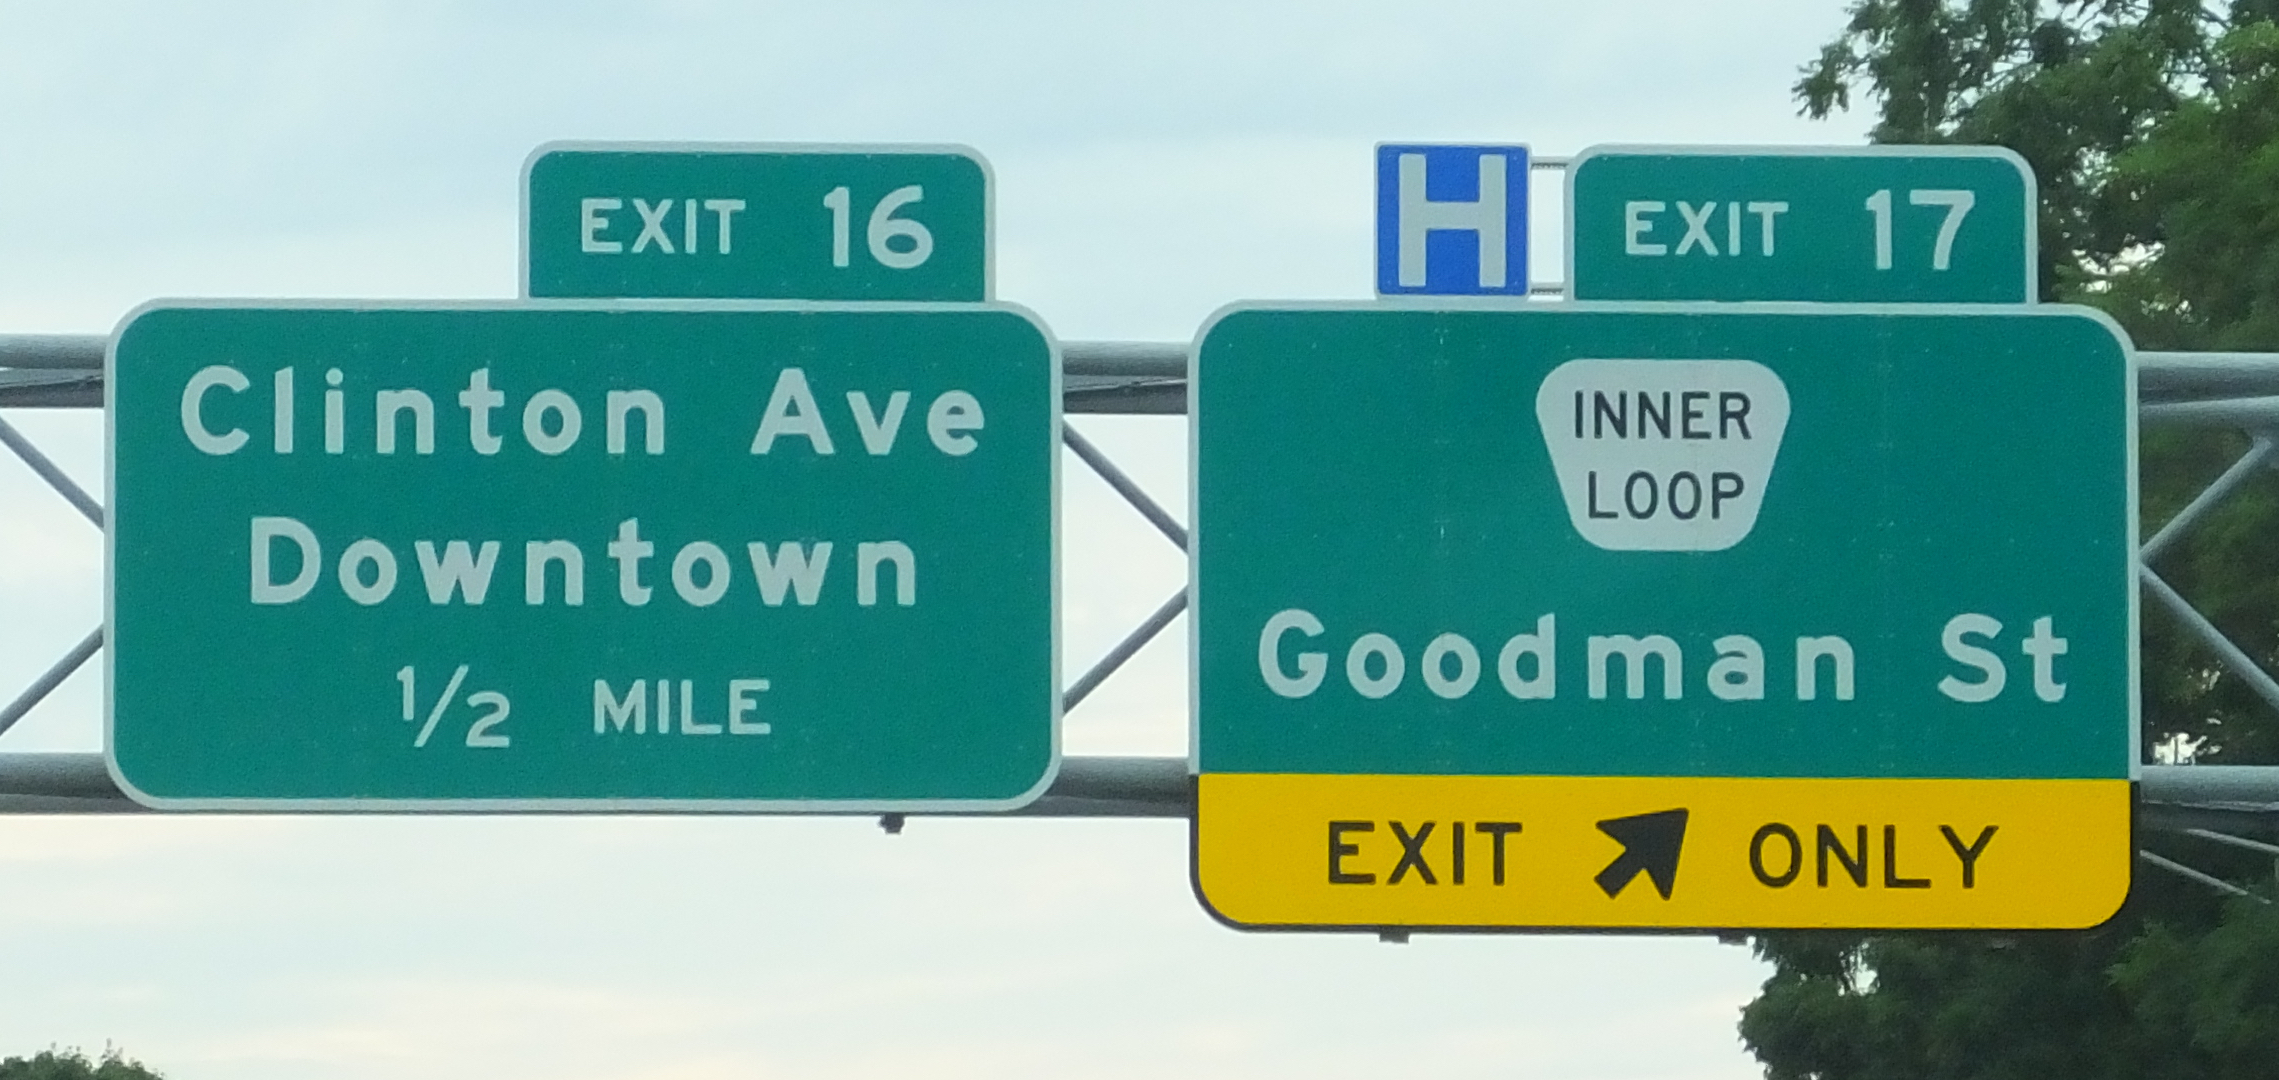 EXIT 16
Clinton Ave
Downtown
1/2 MILE
H
EXIT 17
INNER
LOOP
Goodman St
EXIT ONLY